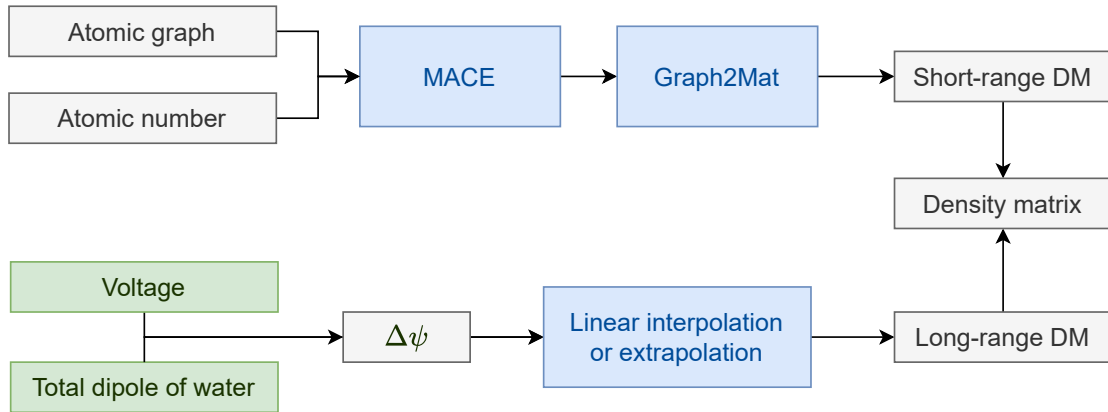 Atomic graph
Atomic number
MACE
Graph2Mat
Short-range DM
Density matrix
Voltage
Total dipole of water
Δψ
Linear interpolation
or extrapolation
Long-range DM